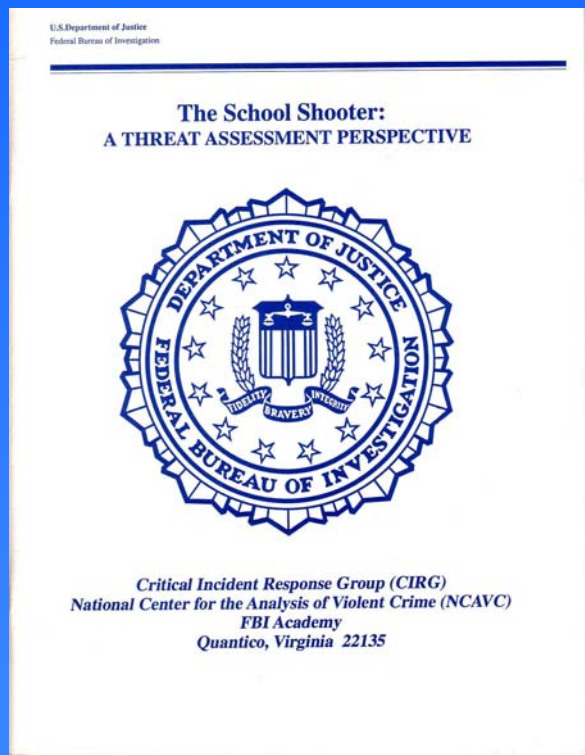 U.S.Department of Justice
Federal Bureau of Investigation
The School Shooter:
A THREAT ASSESSMENT PERSPECTIVE
DEPARTMENT OF JUSTICE
FIDELITY BRAVERY INTEGRITY
FEDERAL BUREAU OF INVESTIGATION
Critical Incident Response Group (CIRG)
National Center for the Analysis of Violent Crime (NCAVC)
FBI Academy
Quantico, Virginia 22135